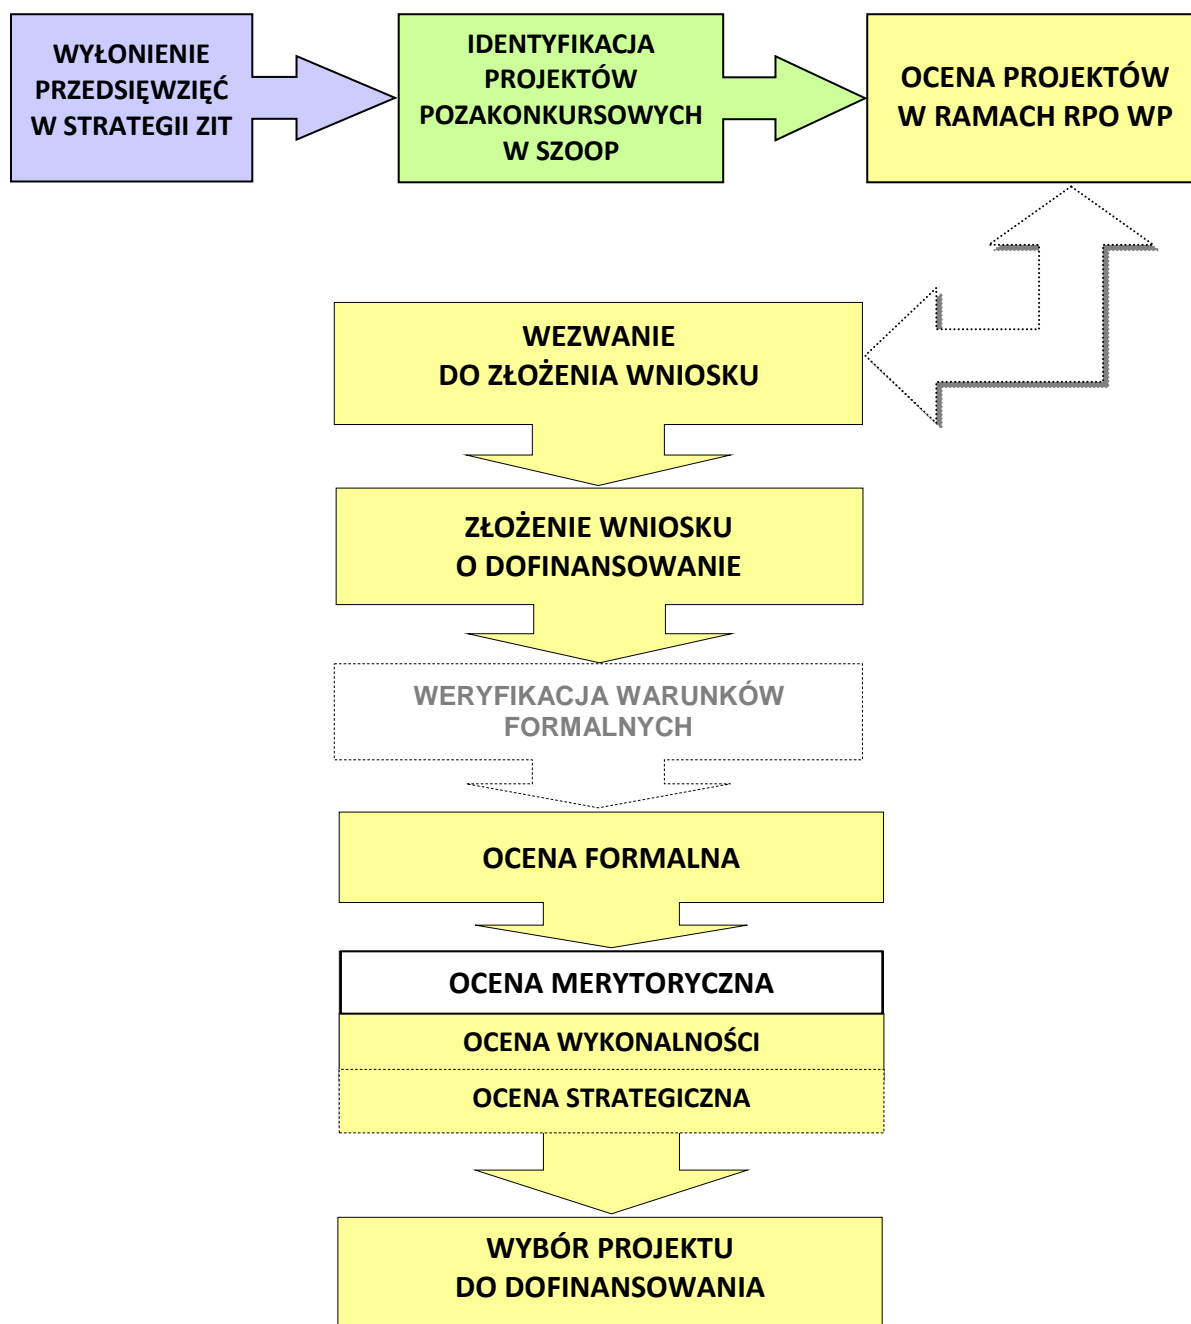 WYŁONIENIE
PRZEDSIĘWZIĘĆ
W STRATEGII ZIT
IDENTYFIKACJA
PROJEKTÓW
POZAKONKURSOWYCH
W SZOOP
OCENA PROJEKTÓW
W RAMACH RPO WP
WEZWANIE
DO ZŁOŻENIA WNIOSKU
ZŁOŻENIE WNIOSKU
O DOFINANSOWANIE
WERYFIKACJA WARUNKÓW
FORMALNYCH
OCENA FORMALNA
OCENA MERYTORYCZNA
OCENA WYKONALNOŚCI
OCENA STRATEGICZNA
WYBÓR PROJEKTU
DO DOFINANSOWANIA